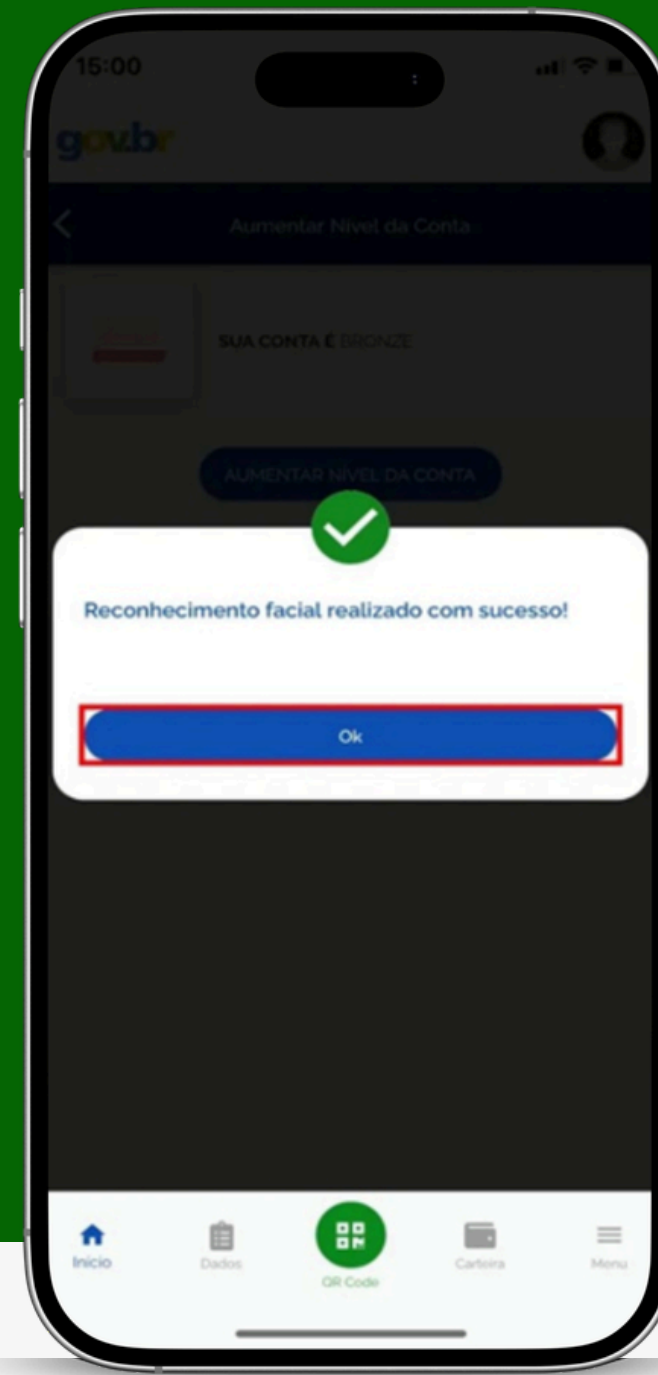 15:00
gov.br
Aumentar Nível da Conta
SUA CONTA É BRONZE
AUMENTAR NÍVEL DA CONTA
Reconhecimento facial realizado com sucesso!
Ok
Início
Dados
QR Code
Carteira
Menu